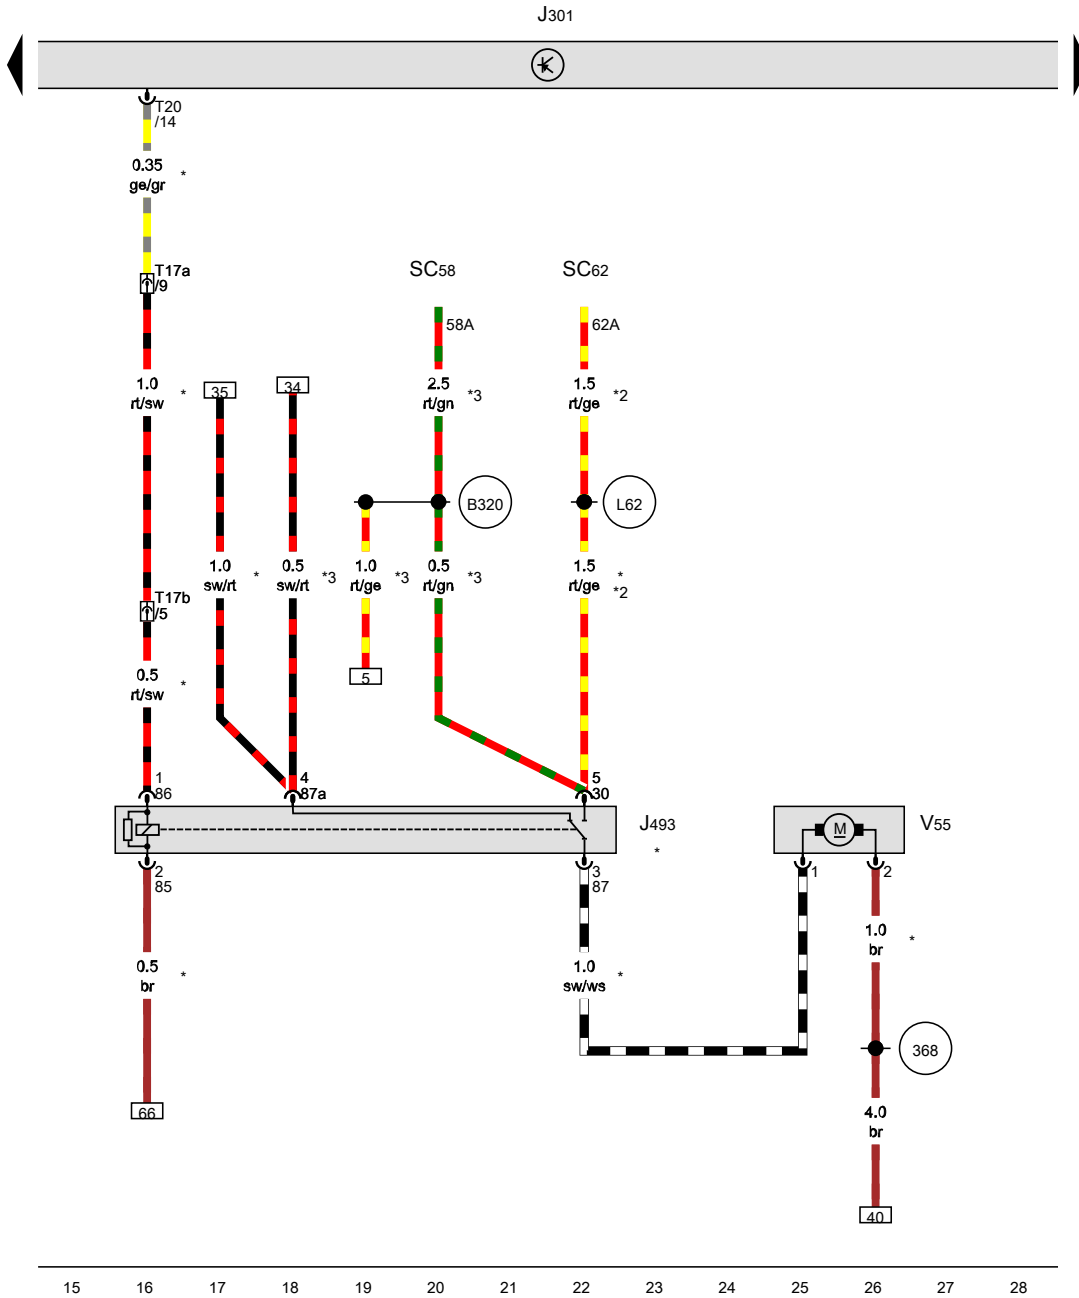 J301
T20
/14
0.35
ge/gr
*
T17a
/9
SC58
SC62
58A
62A
1.0
rt/sw
*
35
34
2.5
rt/gn
*3
1.5
rt/ge
*2
B320
L62
1.0
sw/rt
*
0.5
sw/rt
*3
1.0
rt/ge
*3
0.5
rt/gn
*3
1.5
rt/ge
*
*2
T17b
/5
0.5
rt/sw
*
5
1
86
4
87a
5
30
J493
*
M
V55
2
85
3
87
1
2
0.5
br
*
1.0
sw/ws
*
1.0
br
*
368
66
4.0
br
40
15 16 17 18 19 20 21 22 23 24 25 26 27 28